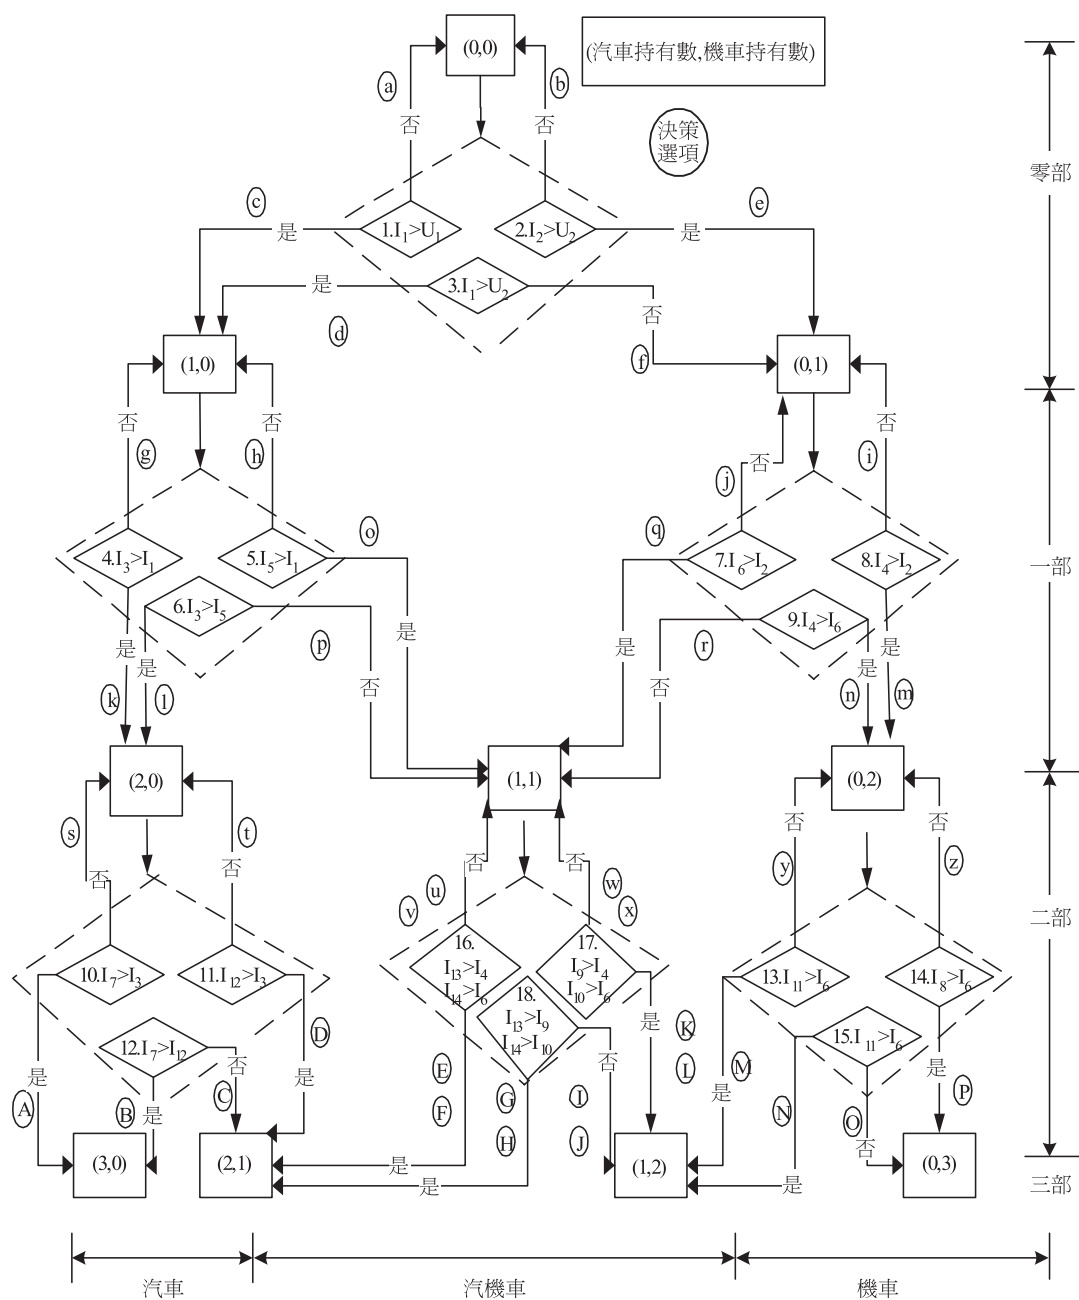 (0,0)
(汽車持有數,機車持有數)
a
b
否
否
決策
選項
零部
c
e
是
1.I1>U1
2.I2>U2
是
是
3.I1>U2
d
否
f
(1,0)
(0,1)
否
否
否
g
h
j
否
i
o
q
4.I3>I1
5.I5>I1
7.I6>I2
8.I4>I2
一部
6.I3>I5
9.I4>I6
是
是
是
p
是
r
是
是
否
否
k
l
n
m
(2,0)
(1,1)
(0,2)
s
t
否
否
否
否
否
否
y
z
u
v
w
x
二部
10.I7>I3
11.I12>I3
16.
I13>I4
I14>I6
17.
I9>I4
I10>I6
13.I11>I6
14.I8>I6
18.
I13>I9
I14>I10
12.I7>I12
15.I11>I6
D
是
K
否
否
是
是
E
L
M
是
是
A
B
是
C
F
G
H
I
J
N
O
否
P
(3,0)
(2,1)
是
是
(1,2)
是
(0,3)
三部
汽車
汽機車
機車